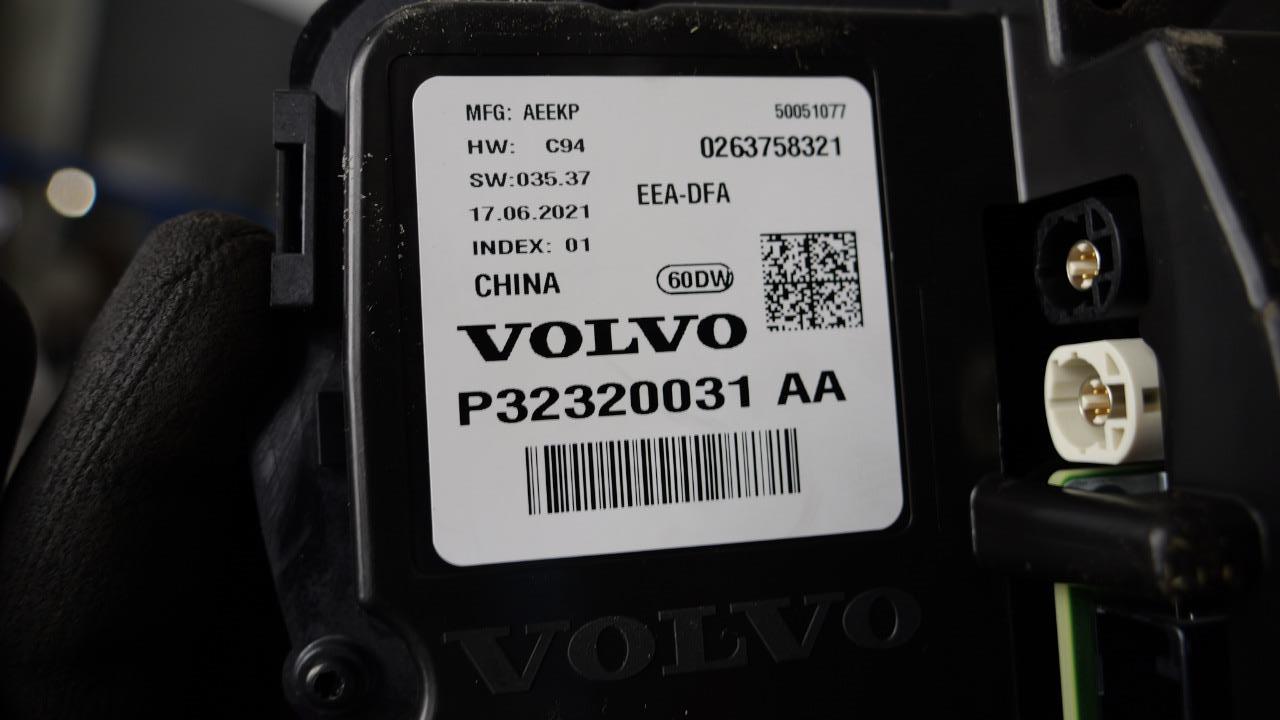 MFG: AEEKP
50051077
HW: C94
0263758321
SW:035.37
EEA-DFA
17.06.2021
INDEX: 01
CHINA
60DW
VOLVO
P32320031 AA
VOLVO